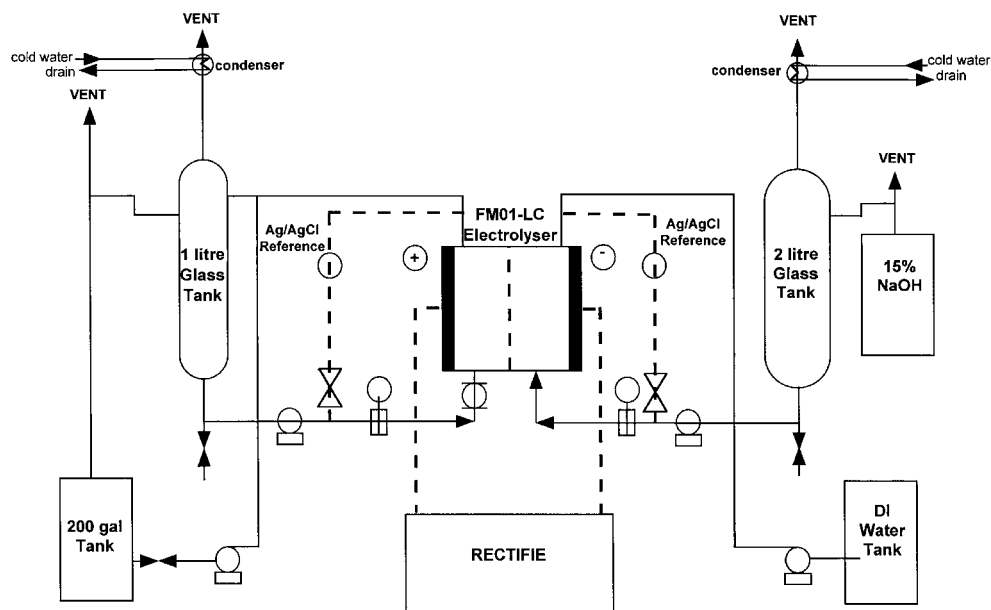 VENT
VENT
cold water
drain
condenser
condenser
cold water
drain
VENT
VENT
FM01-LC
Electrolyser
Ag/AgCl
Reference
Ag/AgCl
Reference
+
-
1 litre
Glass
Tank
2 litre
Glass
Tank
15%
NaOH
200 gal
Tank
RECTIFIE
DI
Water
Tank